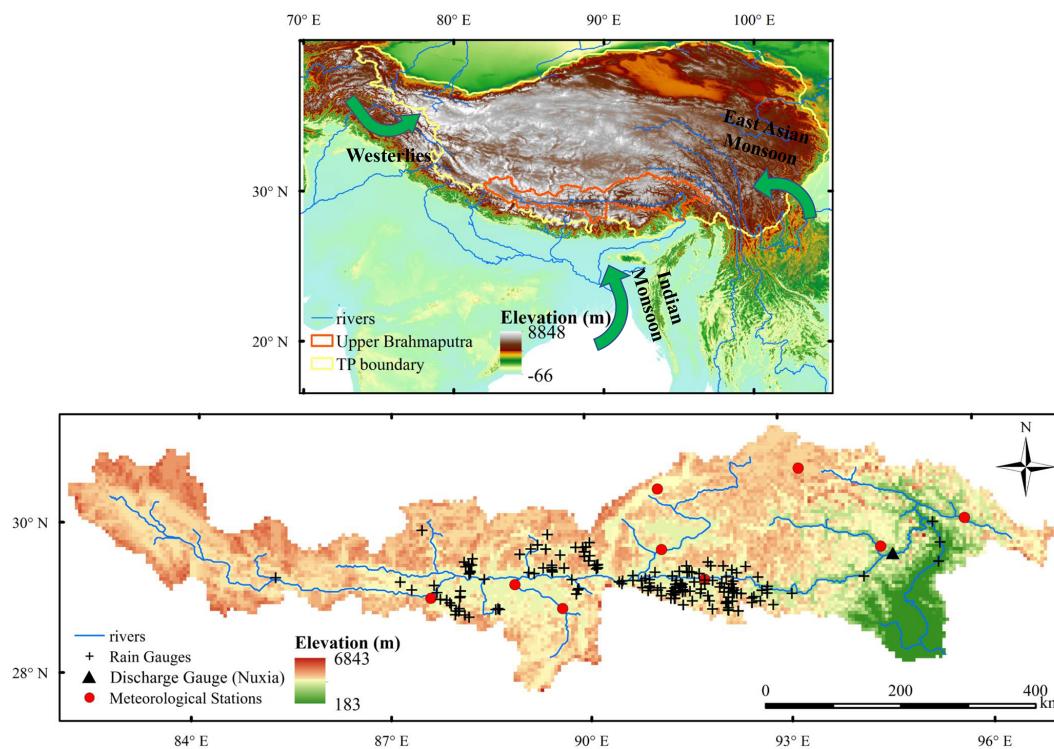 70° E
80° E
90° E
100° E
East Asian
Monsoon
Westerlies
30° N
Indian
Monsoon
Elevation (m)
8848
-66
rivers
Upper Brahmaputra
TP boundary
20° N
N
30° N
28° N
rivers
Rain Gauges
Discharge Gauge (Nuxia)
Meteorological Stations
Elevation (m)
6843
183
0
200
400
km
84° E
87° E
90° E
93° E
96° E